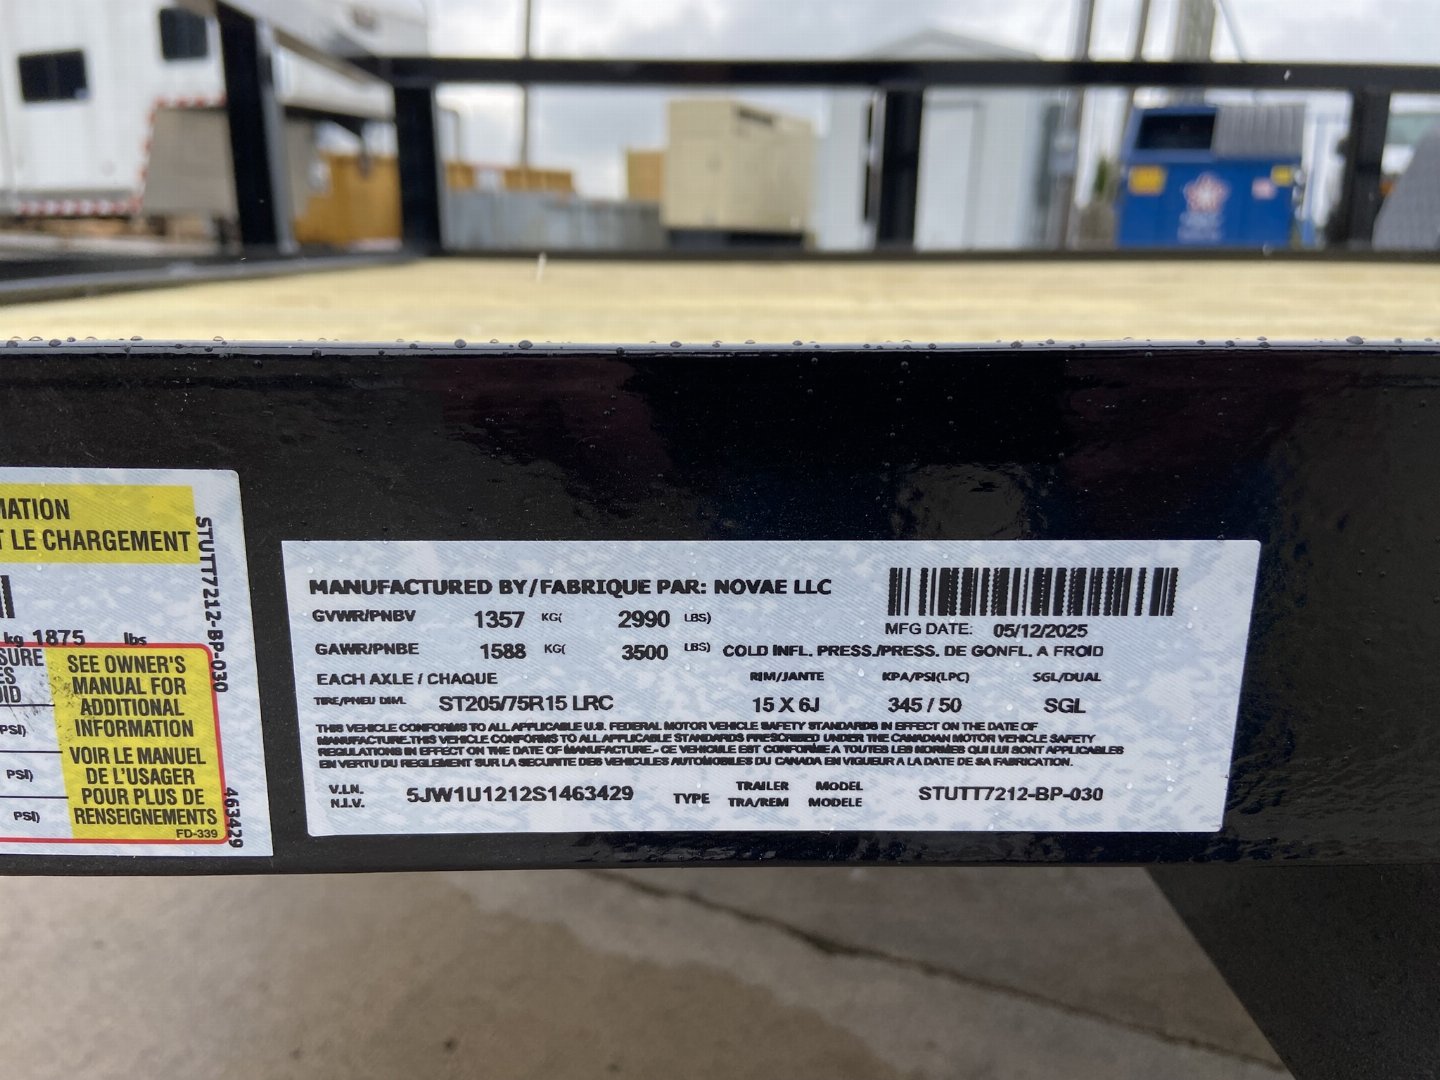 MATION
T LE CHARGEMENT
kg 1875 lbs
SEE OWNER'S
MANUAL FOR
ADDITIONAL
INFORMATION
VOIR LE MANUEL
DE L'USAGER
POUR PLUS DE
RENSEIGNEMENTS
FD-339
PSI)
PSI)
PSI)
STUTT7212-BP-030
463429
MANUFACTURED BY/FABRIQUE PAR: NOVAE LLC
GVWR/PNBV 1357 KG( 2990 LBS)
MFG DATE: 05/12/2025
GAWR/PNBE 1588 KG( 3500 LBS) COLD INFL. PRESS./PRESS. DE GONFL. A FROID
EACH AXLE / CHAQUE RIM/JANTE KPA/PSI(LPC) SGL/DUAL
TIRE/PNEU DIM. ST205/75R15 LRC 15 X 6J 345 / 50 SGL
THIS VEHICLE CONFORMS TO ALL APPLICABLE U.S. FEDERAL MOTOR VEHICLE SAFETY STANDARDS IN EFFECT ON THE DATE OF
MANUFACTURE.THIS VEHICLE CONFORMS TO ALL APPLICABLE STANDARDS PRESCRIBED UNDER THE CANADIAN MOTOR VEHICLE SAFETY
REGULATIONS IN EFFECT ON THE DATE OF MANUFACTURE.- CE VEHICULE EST CONFORME A TOUTES LES NORMES QUI LUI SONT APPLICABLES
EN VERTU DU REGLEMENT SUR LA SECURITE DES VEHICULES AUTOMOBILES DU CANADA EN VIGUEUR A LA DATE DE SA FABRICATION.
V.I.N. 5JW1U1212S1463429 TYPE TRAILER MODEL STUTT7212-BP-030
N.I.V. TRA/REM MODELE